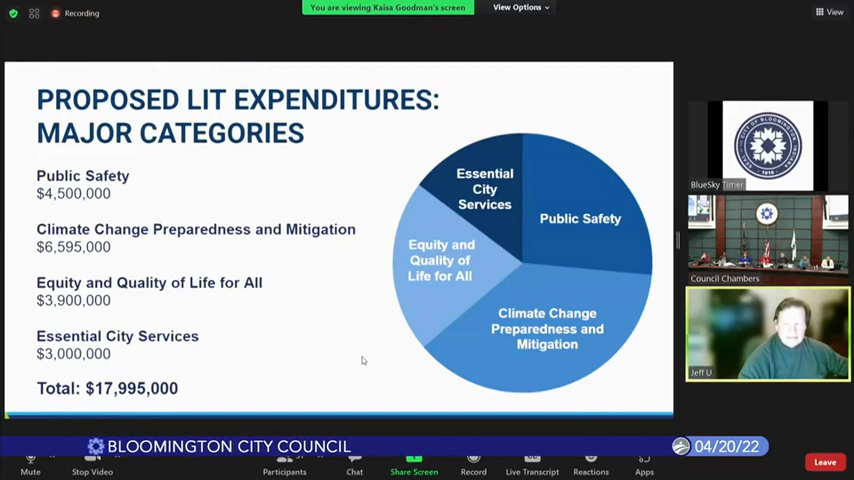 Recording
You are viewing Kaisa Goodman's screen
View Options
View
PROPOSED LIT EXPENDITURES:
MAJOR CATEGORIES
Public Safety
$4,500,000
Climate Change Preparedness and Mitigation
$6,595,000
Equity and Quality of Life for All
$3,900,000
Essential City Services
$3,000,000
Total: $17,995,000
Essential
City
Services
Public Safety
Equity and
Quality of
Life for All
Climate Change
Preparedness and
Mitigation
CITY OF BLOOMINGTON
BlueSky Timer
Council Chambers
Jeff U
BLOOMINGTON CITY COUNCIL
04/20/22
Mute
Stop Video
Participants
Chat
Share Screen
Record
Live Transcript
Reactions
Apps
Leave